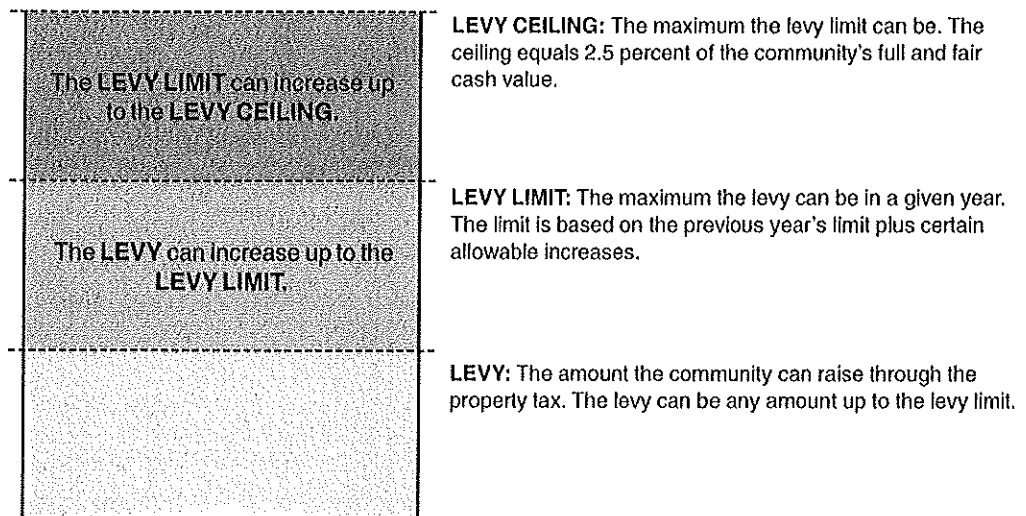 LEVY CEILING: The maximum the levy limit can be. The
ceiling equals 2.5 percent of the community's full and fair
cash value.
The LEVY LIMIT can increase up
to the LEVY CEILING.
LEVY LIMIT: The maximum the levy can be in a given year.
The limit is based on the previous year's limit plus certain
allowable increases.
The LEVY can increase up to the
LEVY LIMIT.
LEVY: The amount the community can raise through the
property tax. The levy can be any amount up to the levy limit.